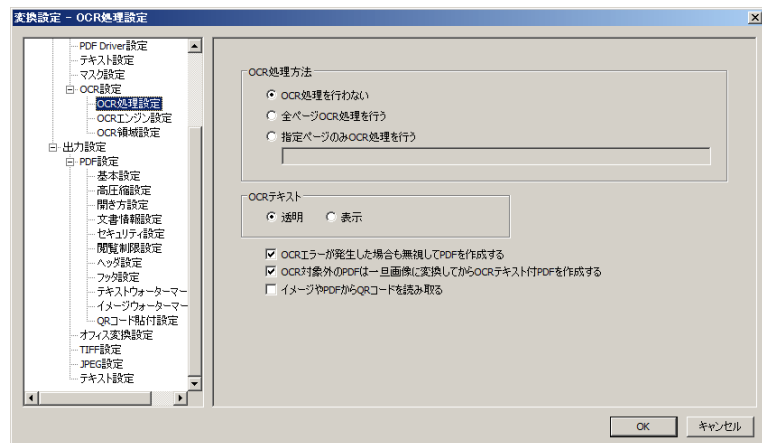 変換設定 - OCR処理設定
PDF Driver設定
テキスト設定
マスク設定
OCR設定
OCR処理設定
OCRエンジン設定
OCR領域設定
出力設定
PDF設定
基本設定
高圧縮設定
開き方設定
文書情報設定
セキュリティ設定
閲覧制限設定
ヘッダ設定
フッタ設定
テキストウォーターマー
イメージウォーターマー
QRコード貼付設定
オフィス変換設定
TIFF設定
JPEG設定
テキスト設定
OCR処理方法
OCR処理を行わない
全ページOCR処理を行う
指定ページのみOCR処理を行う
OCRテキスト
透明 表示
OCRエラーが発生した場合も無視してPDFを作成する
OCR対象外のPDFは一旦画像に変換してからOCRテキスト付PDFを作成する
イメージやPDFからQRコードを読み取る
OK キャンセル